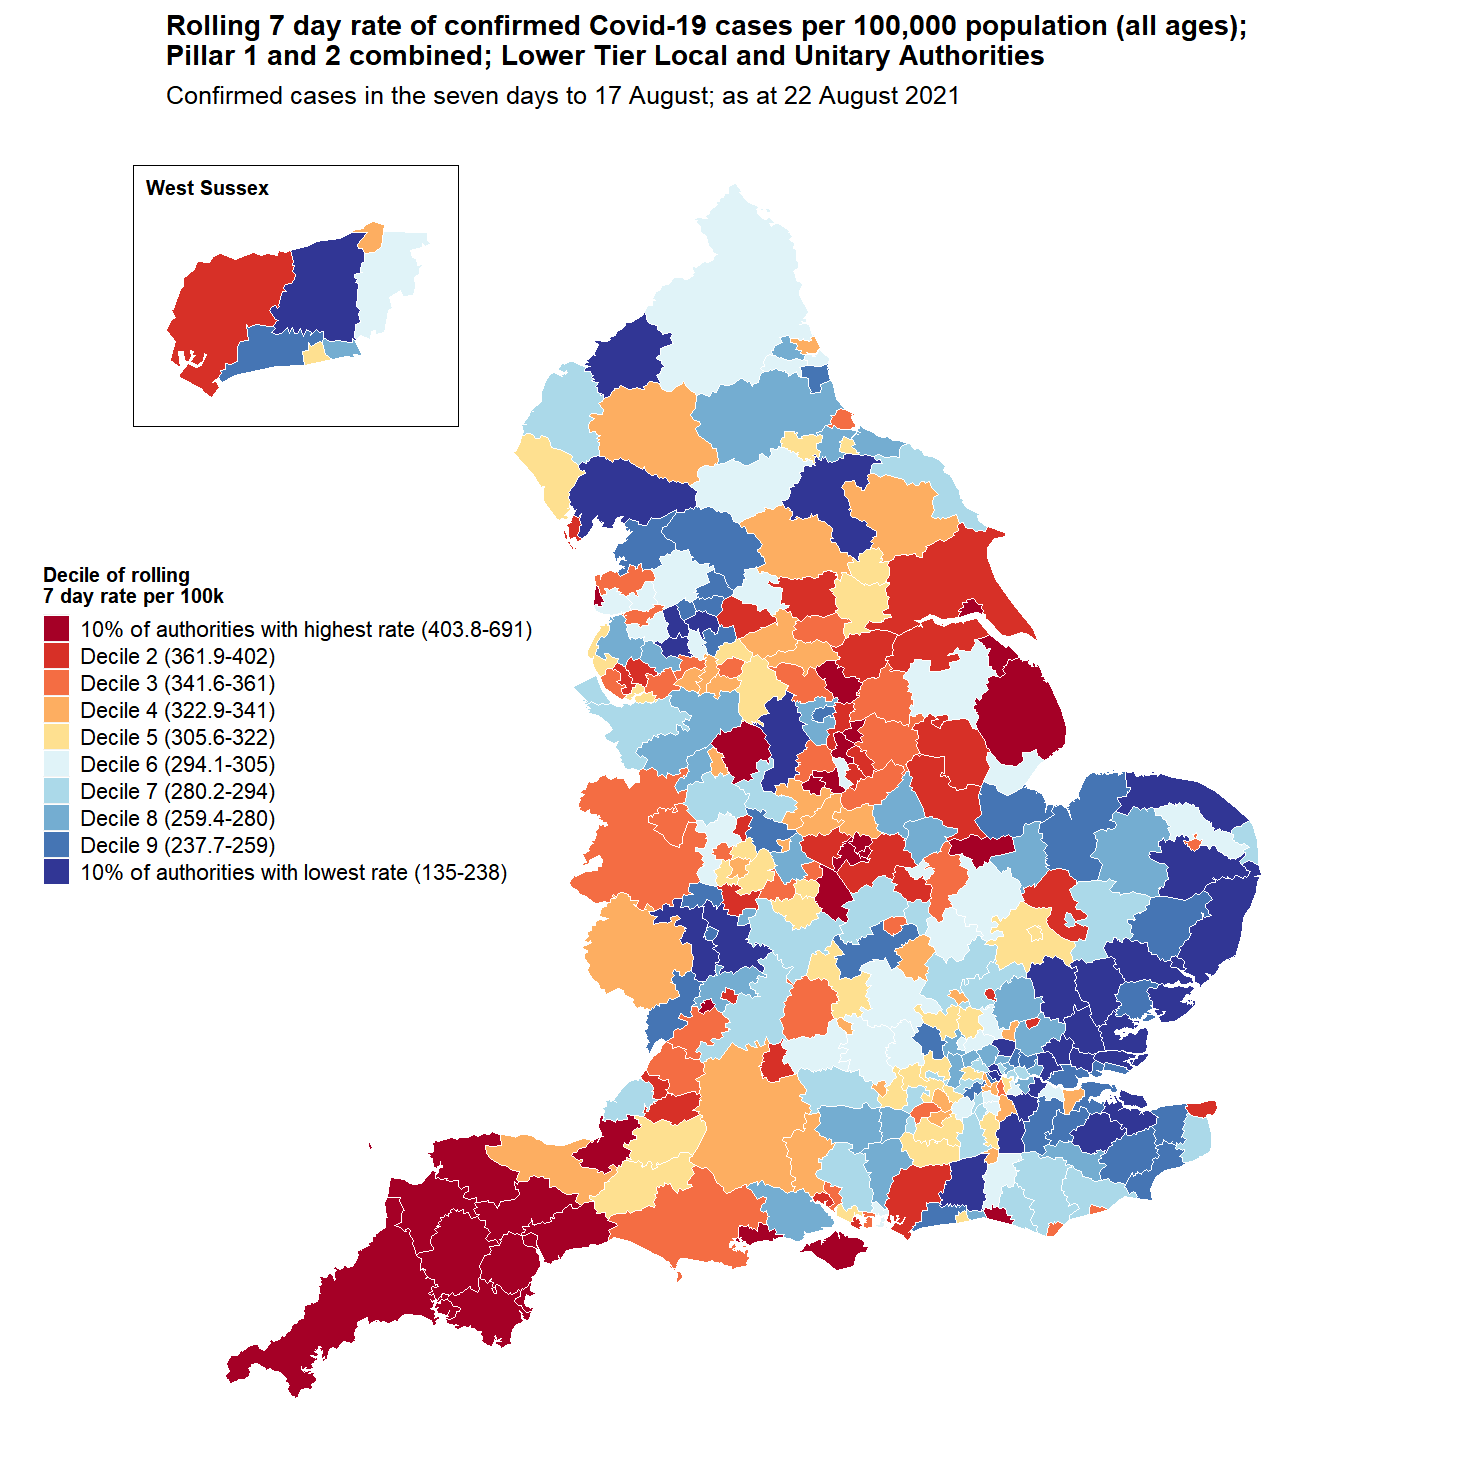 Rolling 7 day rate of confirmed Covid-19 cases per 100,000 population (all ages);
Pillar 1 and 2 combined; Lower Tier Local and Unitary Authorities
Confirmed cases in the seven days to 17 August; as at 22 August 2021
West Sussex
Decile of rolling
7 day rate per 100k
10% of authorities with highest rate (403.8-691)
Decile 2 (361.9-402)
Decile 3 (341.6-361)
Decile 4 (322.9-341)
Decile 5 (305.6-322)
Decile 6 (294.1-305)
Decile 7 (280.2-294)
Decile 8 (259.4-280)
Decile 9 (237.7-259)
10% of authorities with lowest rate (135-238)